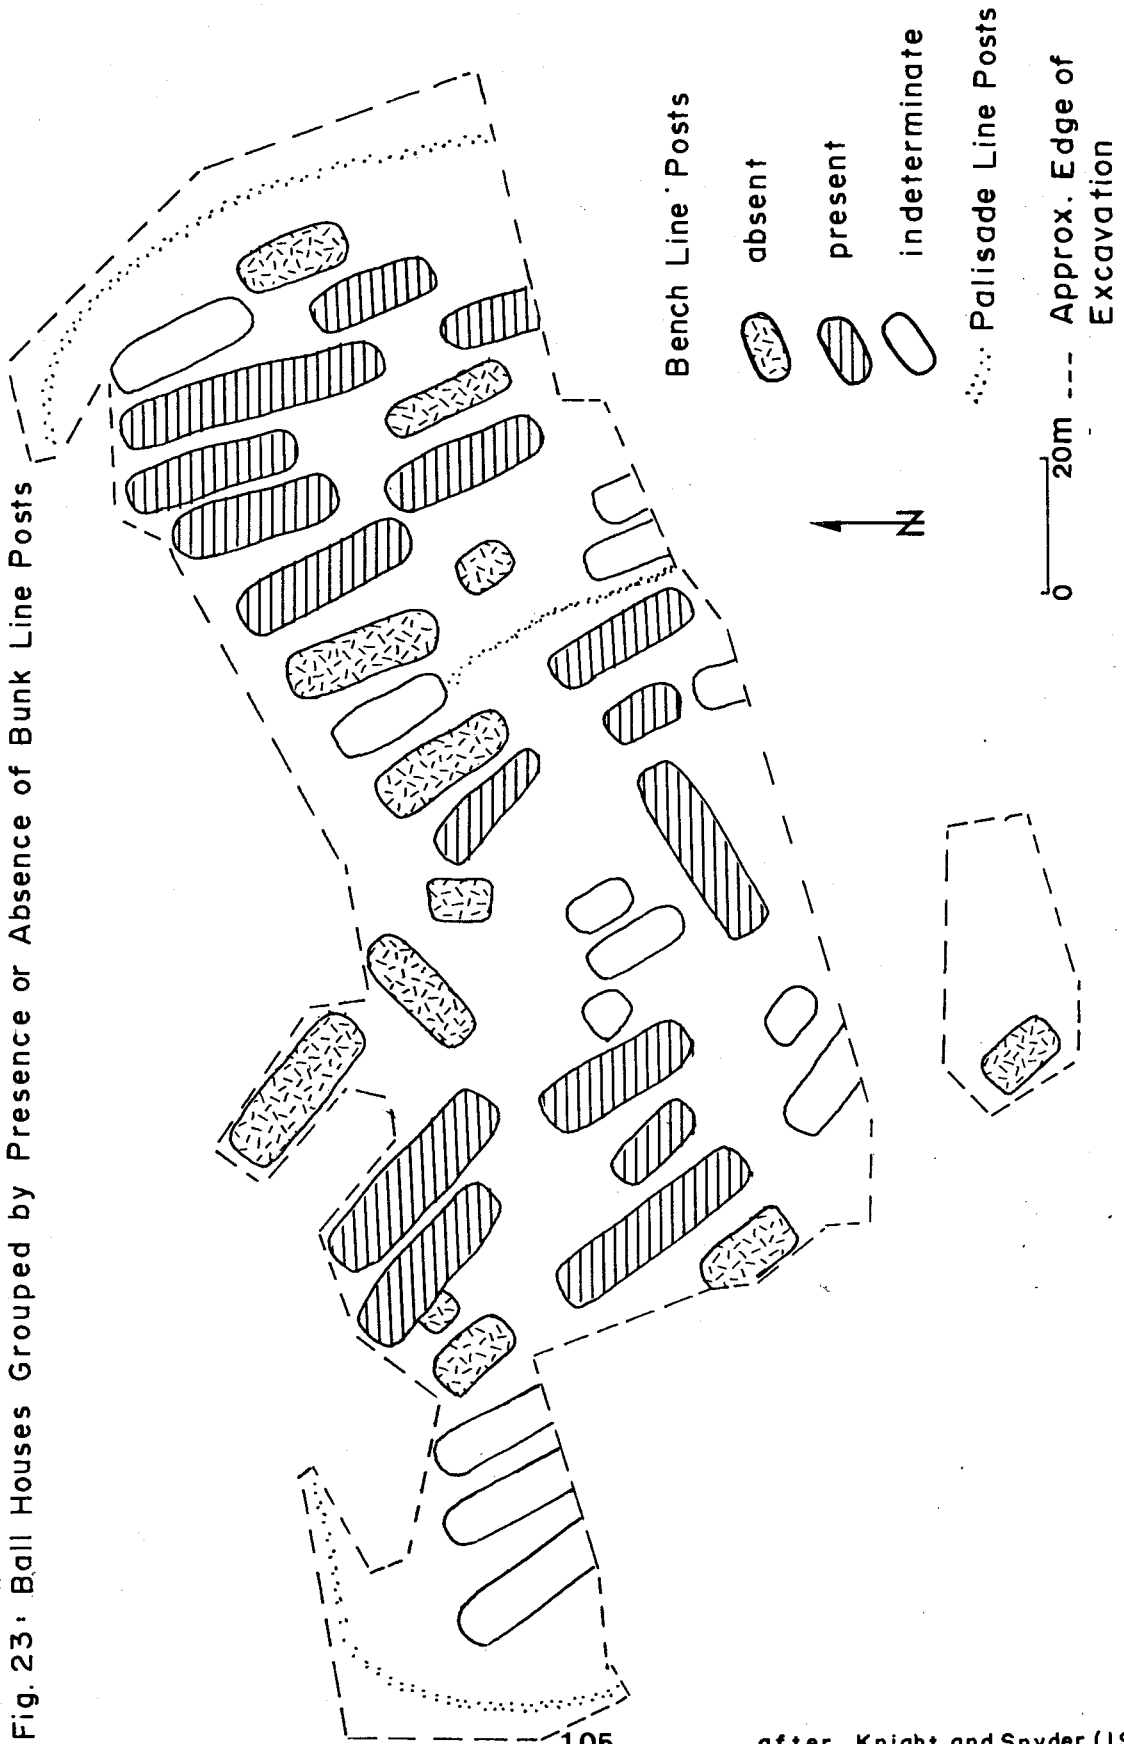 Fig. 23: Ball Houses Grouped by Presence or Absence of Bunk Line Posts
Bench Line Posts
absent
present
indeterminate
Palisade Line Posts
Approx. Edge of
Excavation
0 20m
N
105
after Knight and Snyder